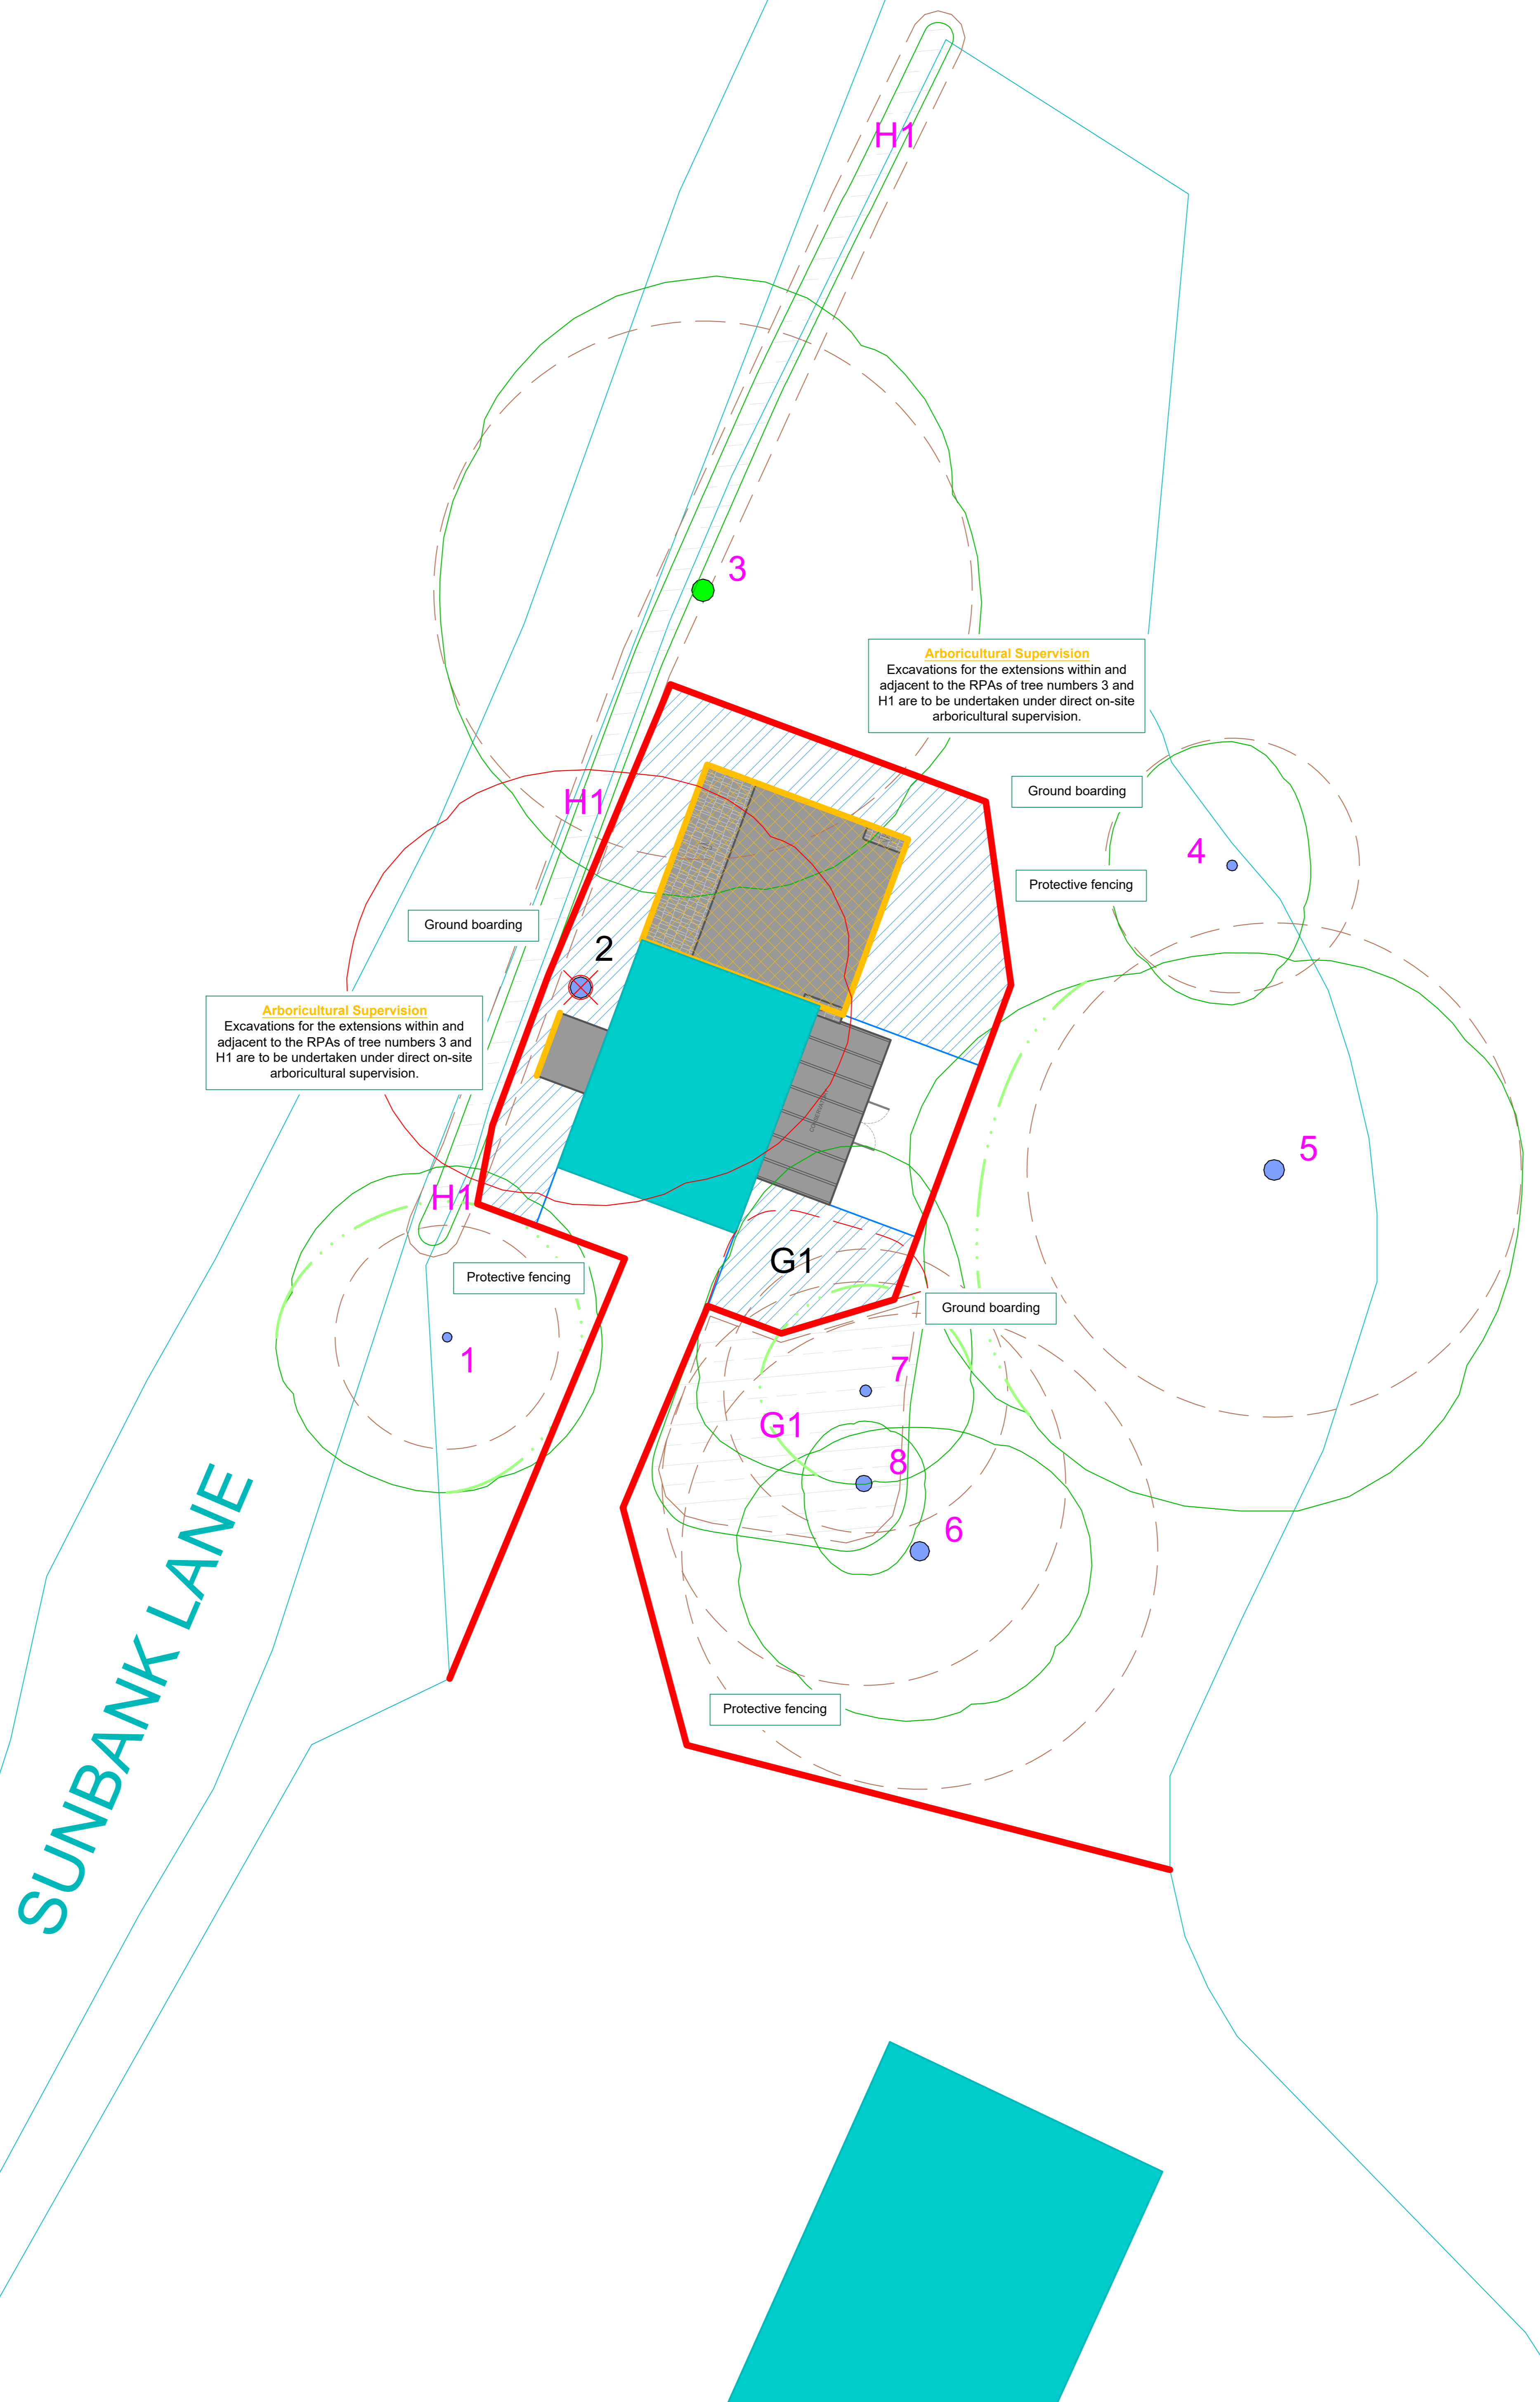 H1
3
Arboricultural Supervision
Excavations for the extensions within and
adjacent to the RPAs of tree numbers 3 and
H1 are to be undertaken under direct on-site
arboricultural supervision.
Ground boarding
H1
4
Protective fencing
Ground boarding
2
Arboricultural Supervision
Excavations for the extensions within and
adjacent to the RPAs of tree numbers 3 and
H1 are to be undertaken under direct on-site
arboricultural supervision.
5
H1
G1
Protective fencing
Ground boarding
1
7
G1
8
6
SUNBANK LANE
Protective fencing